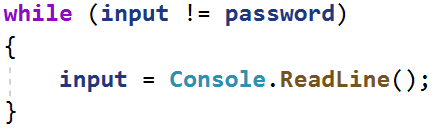 while (input != password)
{
    input = Console.ReadLine();
}